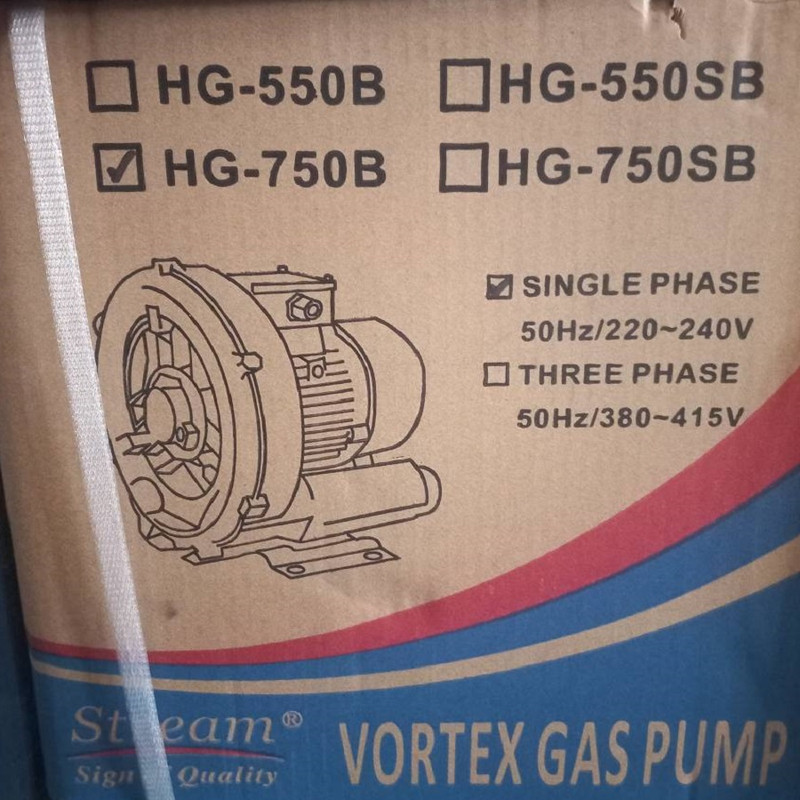 HG-550B HG-550SB
HG-750B HG-750SB
SINGLE PHASE
50Hz/220~240V
THREE PHASE
50Hz/380~415V
Quality
VORTEX GAS PUMP